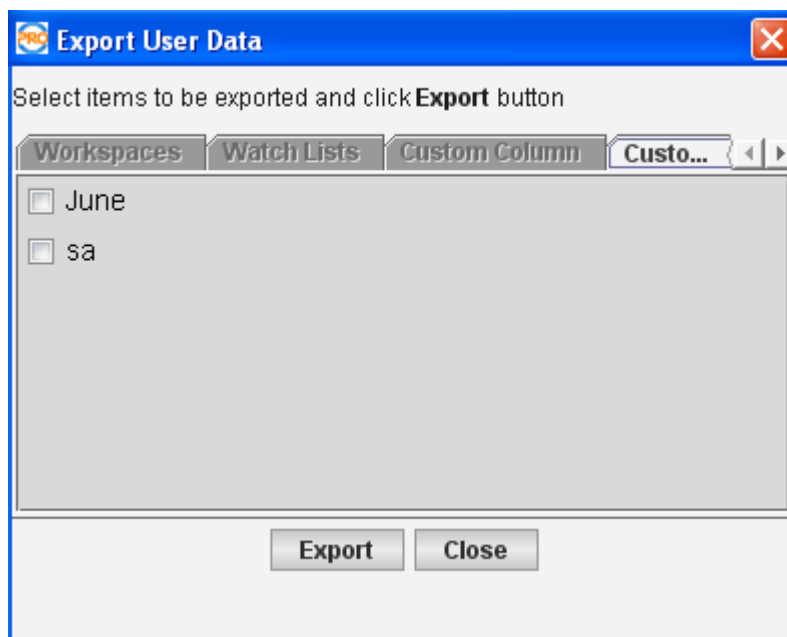 PRO Export User Data
Select items to be exported and click Export button
Workspaces Watch Lists Custom Column Custo...
June
sa
Export Close